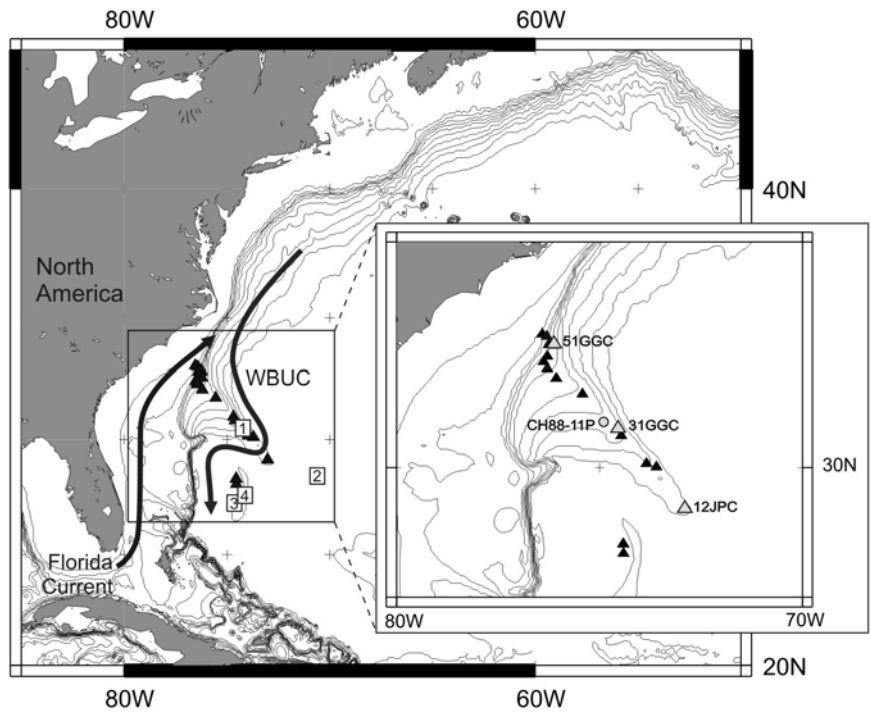 80W
60W
40N
North
America
WBUC
1
2
3
4
Florida
Current
51GGC
CH88-11P
31GGC
30N
12JPC
80W
70W
20N
80W
60W